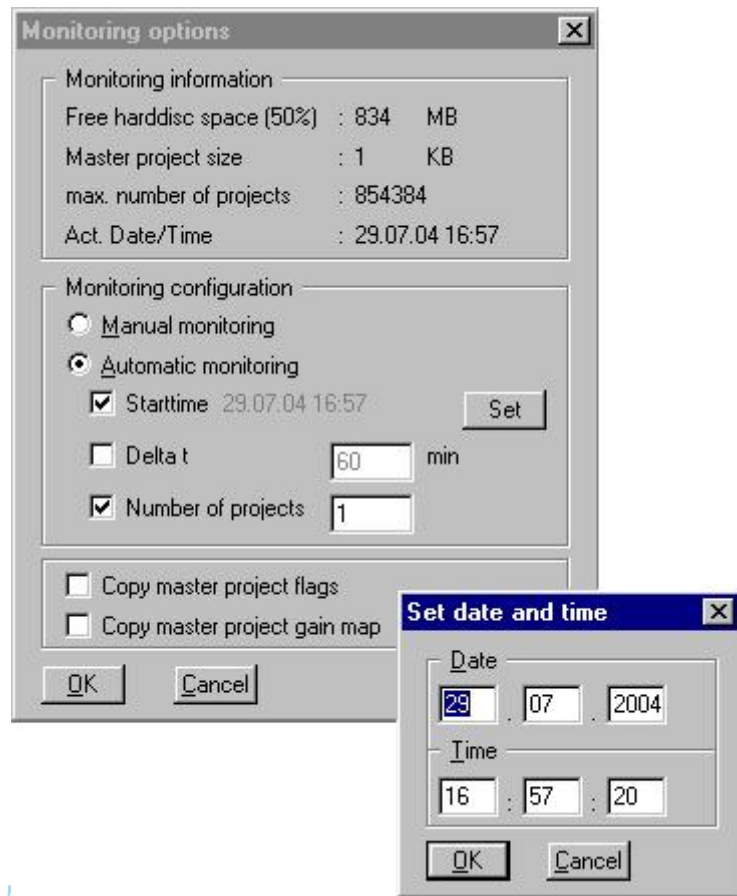 Monitoring options
Monitoring information
Free harddisc space (50%) : 834 MB
Master project size : 1 KB
max. number of projects : 854384
Act. Date/Time : 29.07.04 16:57
Monitoring configuration
Manual monitoring
Automatic monitoring
Starttime 29.07.04 16:57 Set
Delta t 60 min
Number of projects 1
Copy master project flags
Copy master project gain map
OK Cancel
Set date and time
Date
29 . 07 . 2004
Time
16 : 57 : 20
OK Cancel